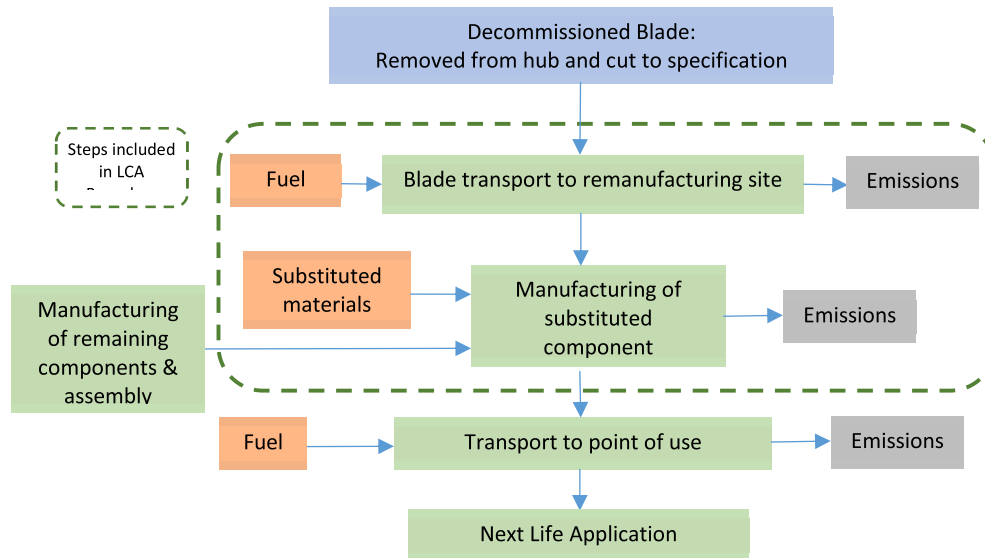 Decommissioned Blade:
Removed from hub and cut to specification
Steps included
in LCA
Fuel
Blade transport to remanufacturing site
Emissions
Substituted
materials
Manufacturing of
substituted
component
Emissions
Manufacturing
of remaining
components &
assembly
Fuel
Transport to point of use
Emissions
Next Life Application